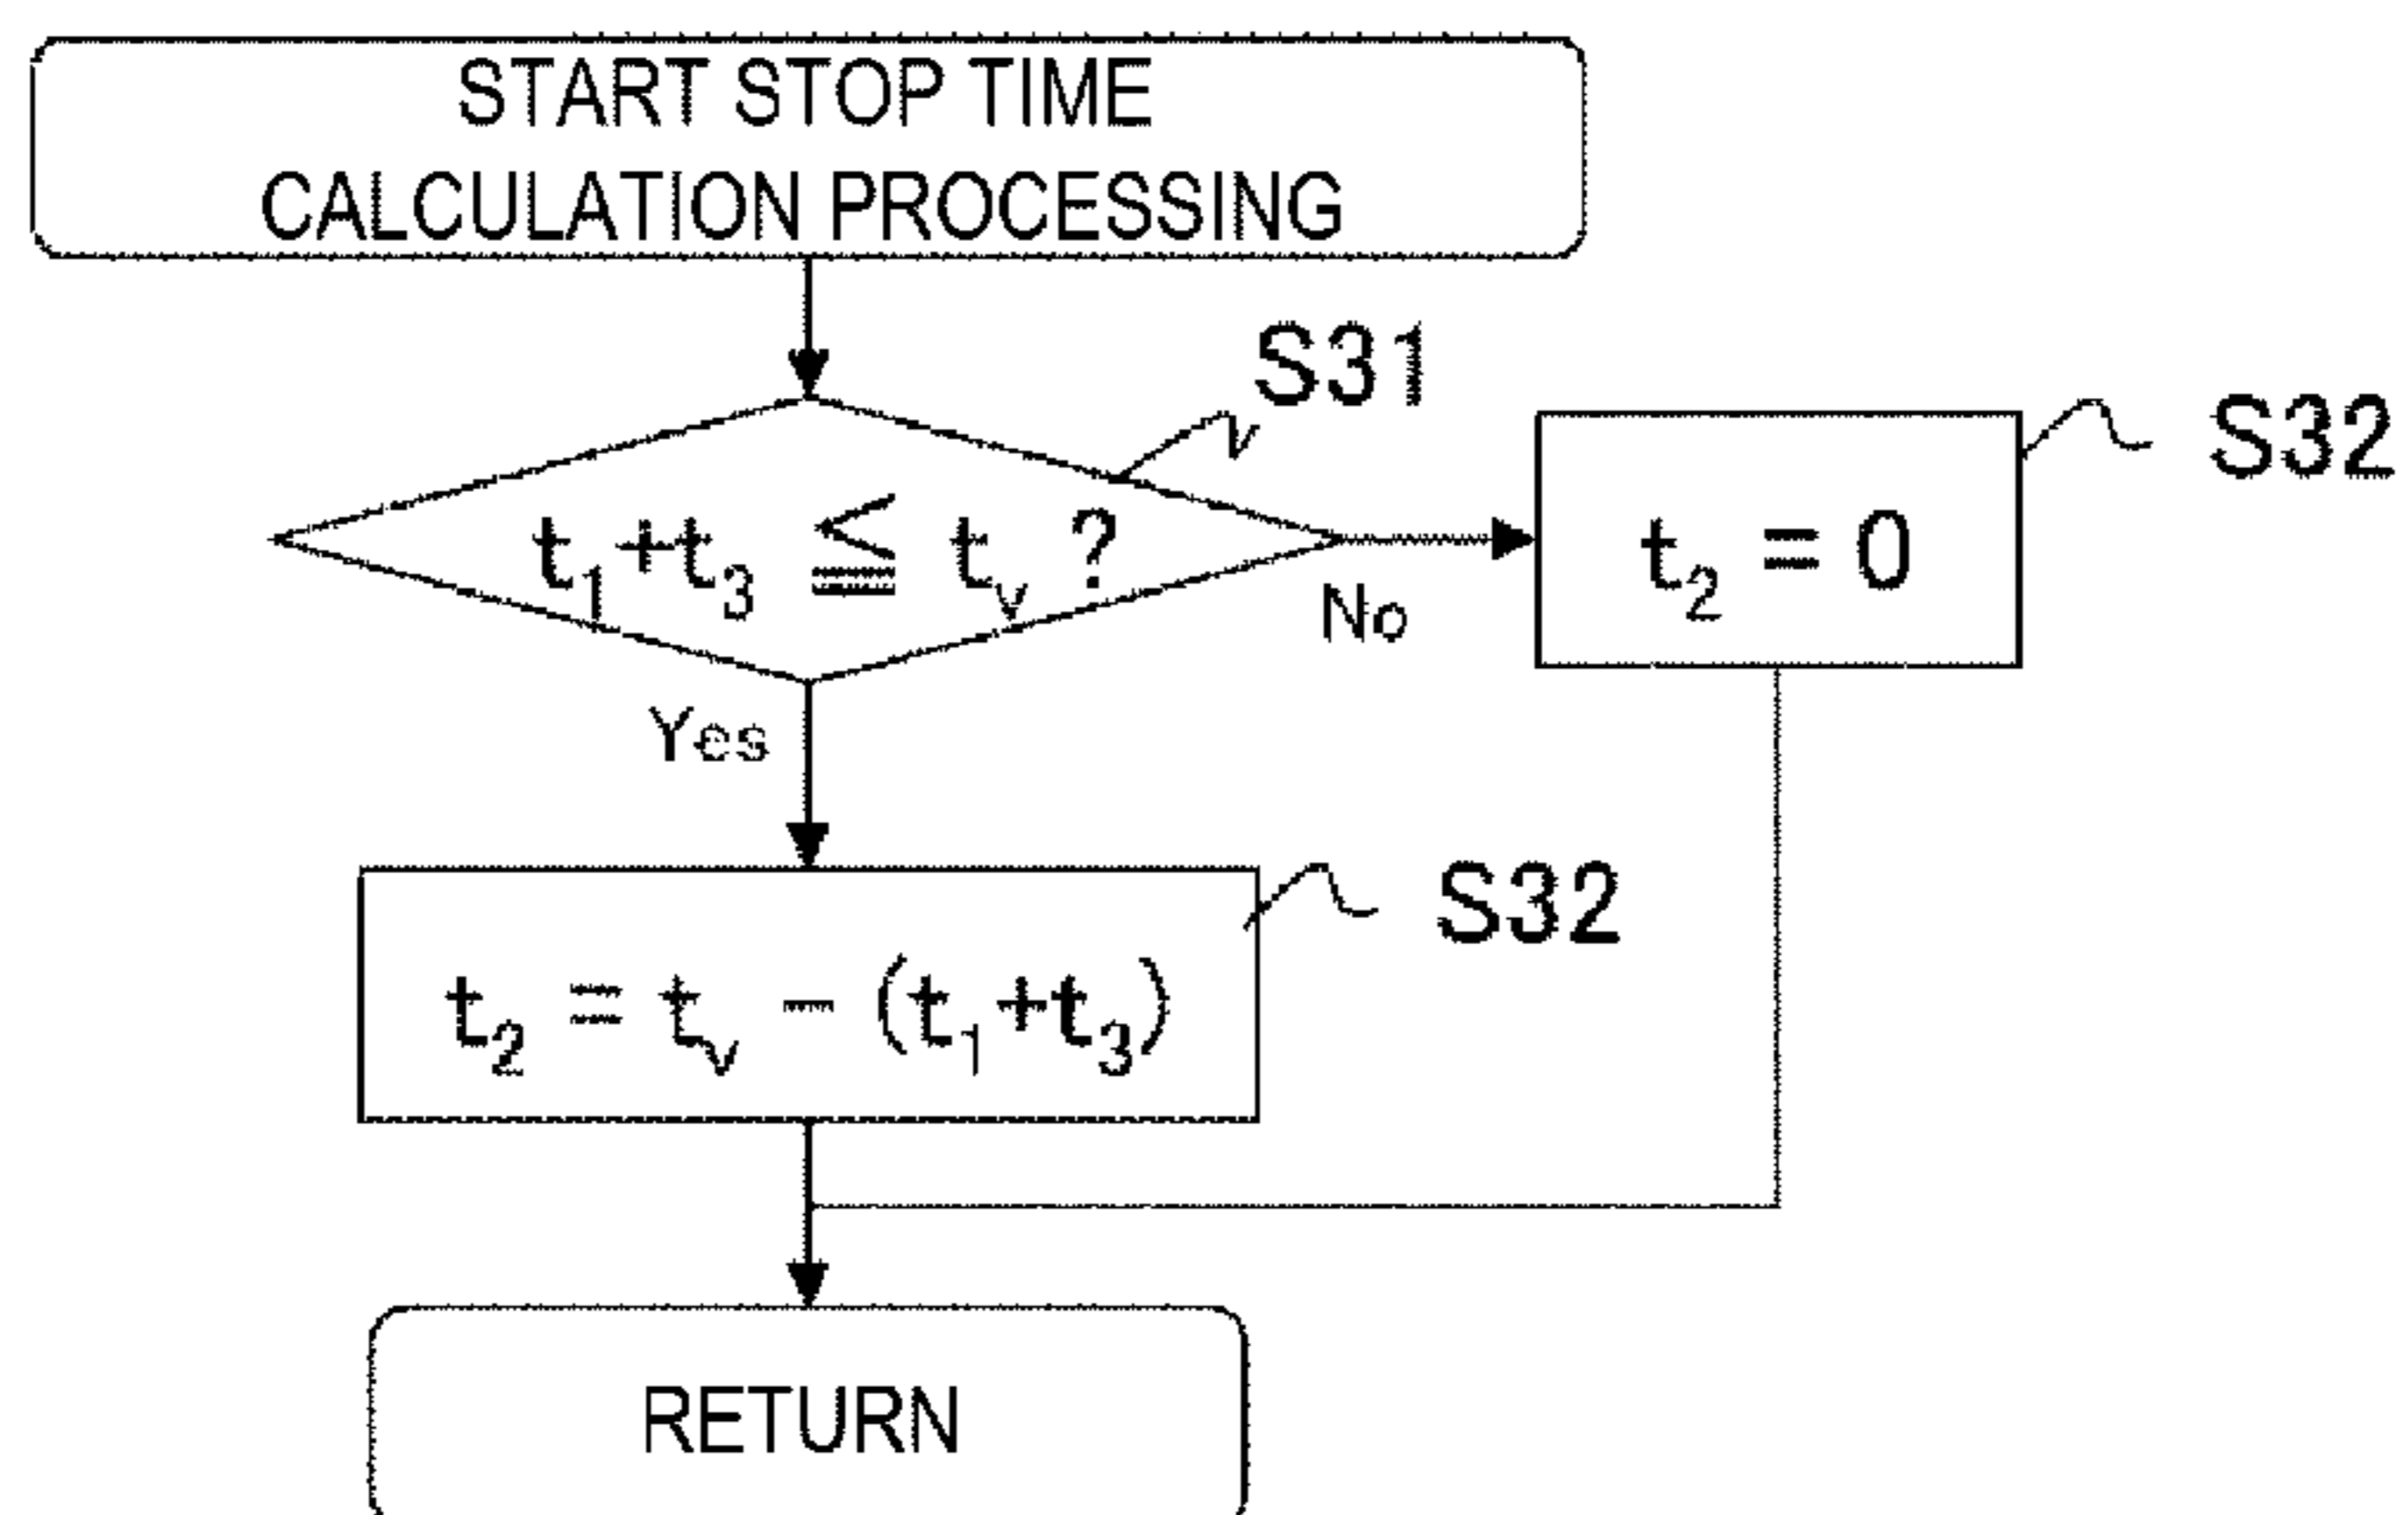 START STOP TIME
CALCULATION PROCESSING
S31
t₁+t₃ ≦ tᵥ ?
No
S32
t₂ = 0
Yes
S32
t₂ = tᵥ - (t₁+t₃)
RETURN